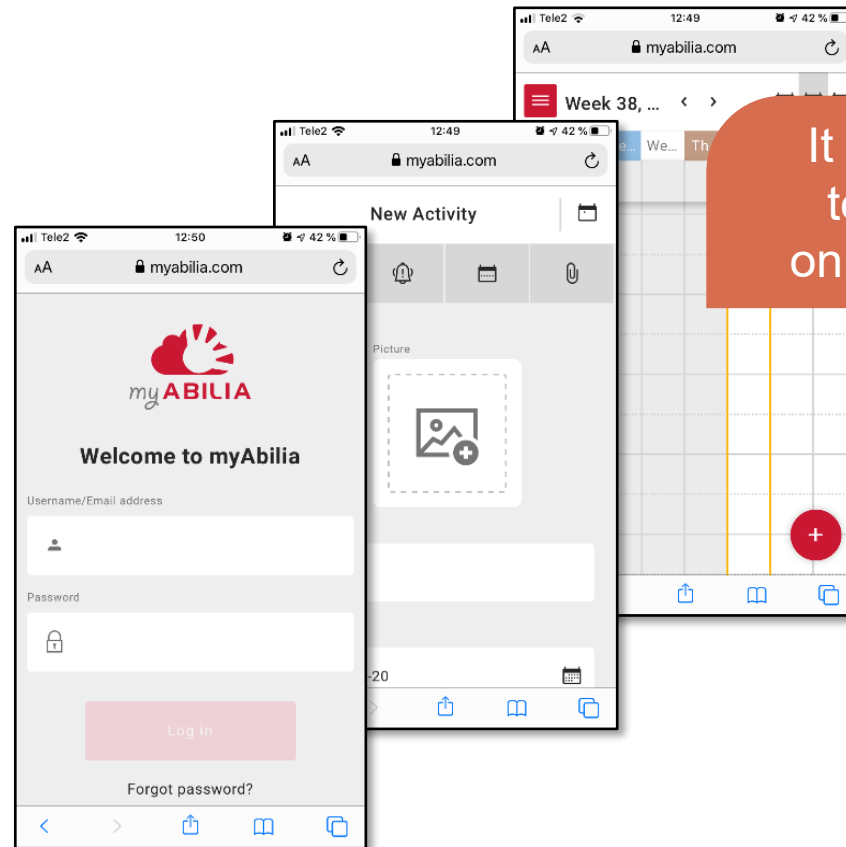 Tele2 12:49 42 %
AA myabilia.com
Week 38, ... < >
e... We... Th
It
on
Tele2 12:49 42 %
AA myabilia.com
New Activity
Picture
-20
Tele2 12:50 42 %
AA myabilia.com
my ABILIA
Welcome to myAbilia
Username/Email address
Password
Log in
Forgot password?